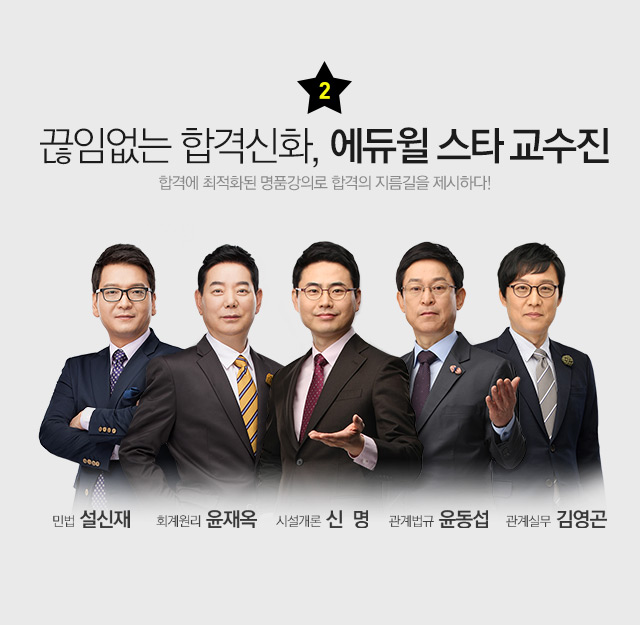 2
끊임없는 합격신화, 에듀윌 스타 교수진
합격에 최적화된 명품강의로 합격의 지름길을 제시하다!
민법 설신재 회계원리 윤재옥 시설개론 신 명 관계법규 윤동섭 관계실무 김영곤